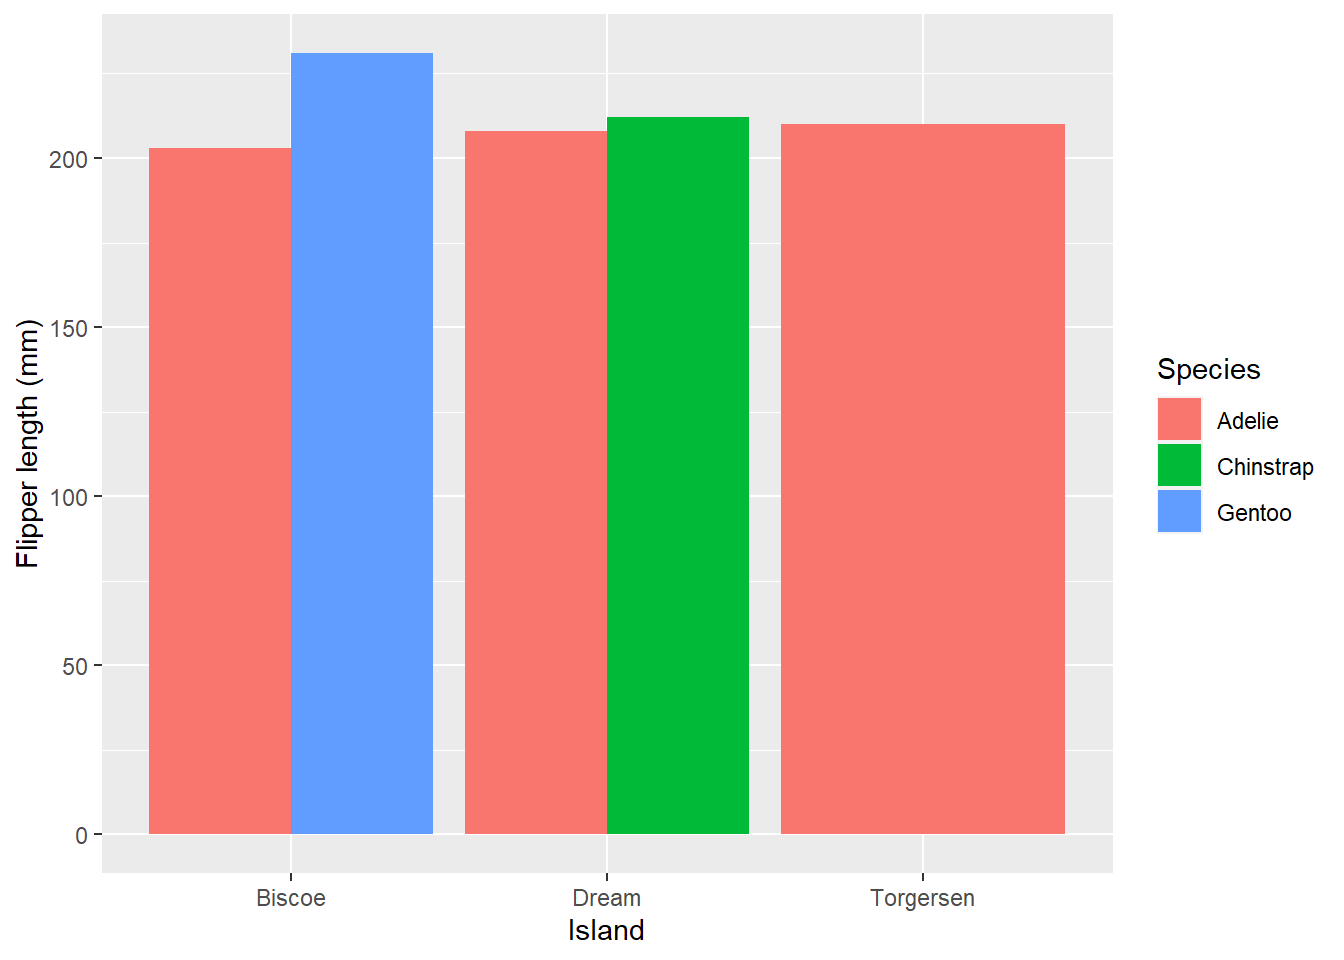 200
150
100
50
0
Flipper length (mm)
Biscoe
Dream
Torgersen
Island
Species
Adelie
Chinstrap
Gentoo